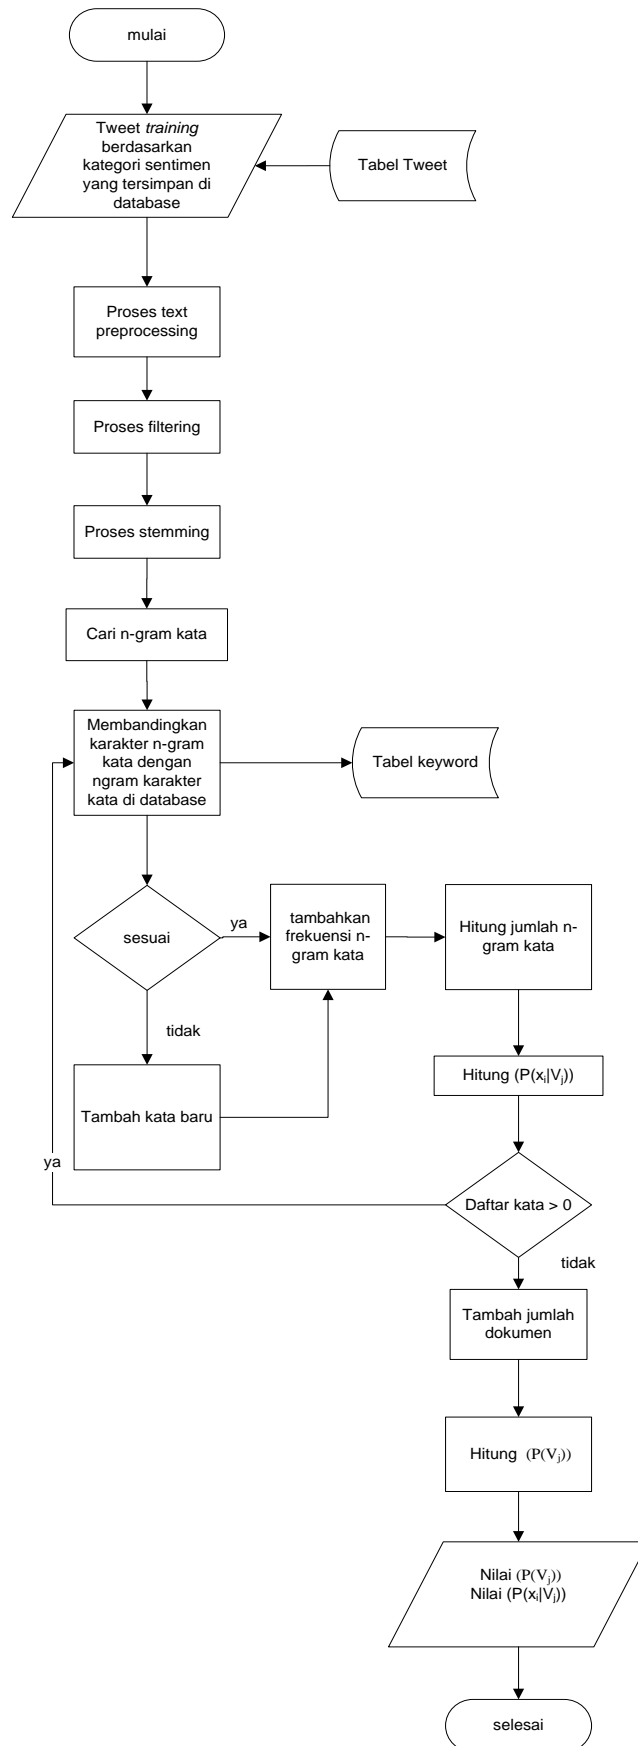 mulai
Tweet training
berdasarkan
kategori sentimen
yang tersimpan di
database
Tabel Tweet
Proses text
preprocessing
Proses filtering
Proses stemming
Cari n-gram kata
Membandingkan
karakter n-gram
kata dengan
ngram karakter
kata di database
Tabel keyword
sesuai
ya
tambahkan
frekuensi n-
gram kata
Hitung jumlah n-
gram kata
tidak
Tambah kata baru
Hitung (P(xᵢ|Vⱼ))
ya
Daftar kata > 0
tidak
Tambah jumlah
dokumen
Hitung (P(Vⱼ))
Nilai (P(Vⱼ))
Nilai (P(xᵢ|Vⱼ))
selesai